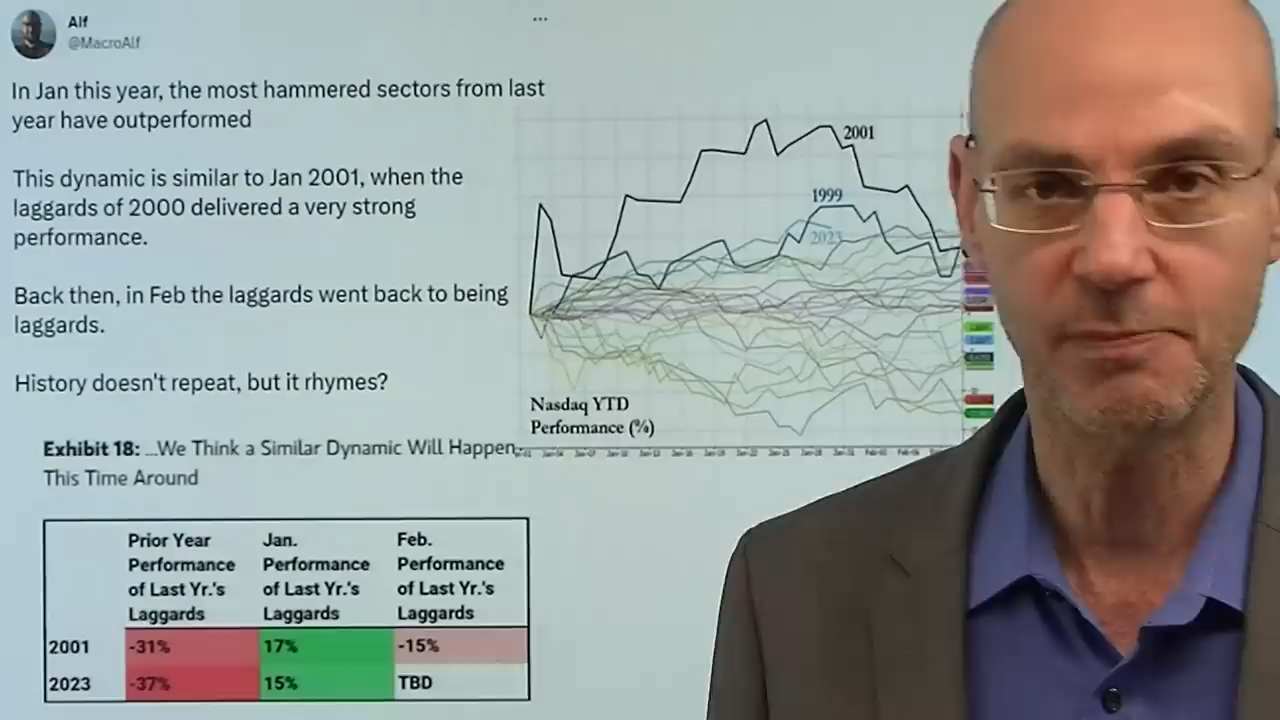 Alf
@MacroAlf
...
In Jan this year, the most hammered sectors from last
year have outperformed
This dynamic is similar to Jan 2001, when the
laggards of 2000 delivered a very strong
performance.
Back then, in Feb the laggards went back to being
laggards.
History doesn't repeat, but it rhymes?
2001
1999
2023
Nasdaq YTD
Performance (%)
Exhibit 18: ...We Think a Similar Dynamic Will Happen
This Time Around
Prior Year
Performance
of Last Yr.'s
Laggards
Jan.
Performance
of Last Yr.'s
Laggards
Feb.
Performance
of Last Yr.'s
Laggards
2001 -31% 17% -15%
2023 -37% 15% TBD